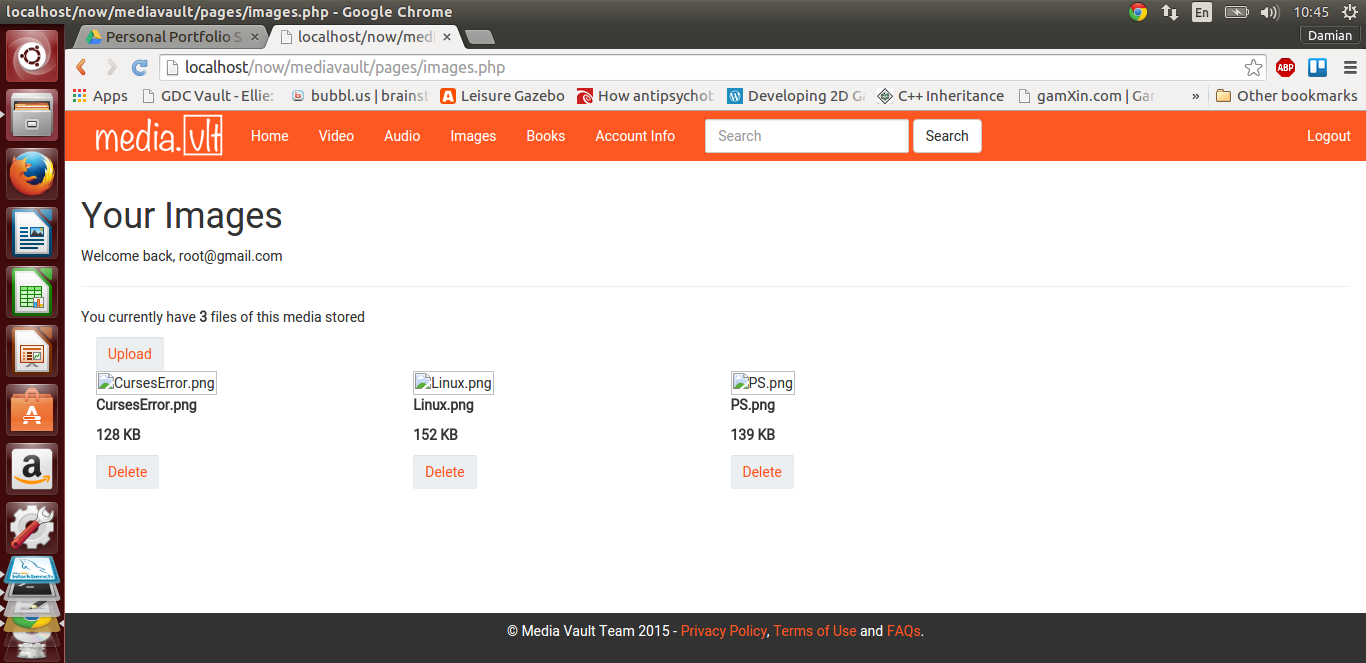 localhost/now/mediavault/pages/images.php - Google Chrome
En
10:45
Damian
Personal Portfolio S
localhost/now/med
localhost/now/mediavault/pages/images.php
ABP
Apps
GDC Vault - Ellie:
bubbl.us | brainst
Leisure Gazebo
How antipsychot
Developing 2D Ga
C++ Inheritance
gamXin.com | Gar
»
Other bookmarks
media.vlt
Home
Video
Audio
Images
Books
Account Info
Search
Search
Logout
Your Images
Welcome back, root@gmail.com
You currently have 3 files of this media stored
Upload
CursesError.png
Linux.png
PS.png
CursesError.png
Linux.png
PS.png
128 KB
152 KB
139 KB
Delete
Delete
Delete
© Media Vault Team 2015 - Privacy Policy, Terms of Use and FAQs.